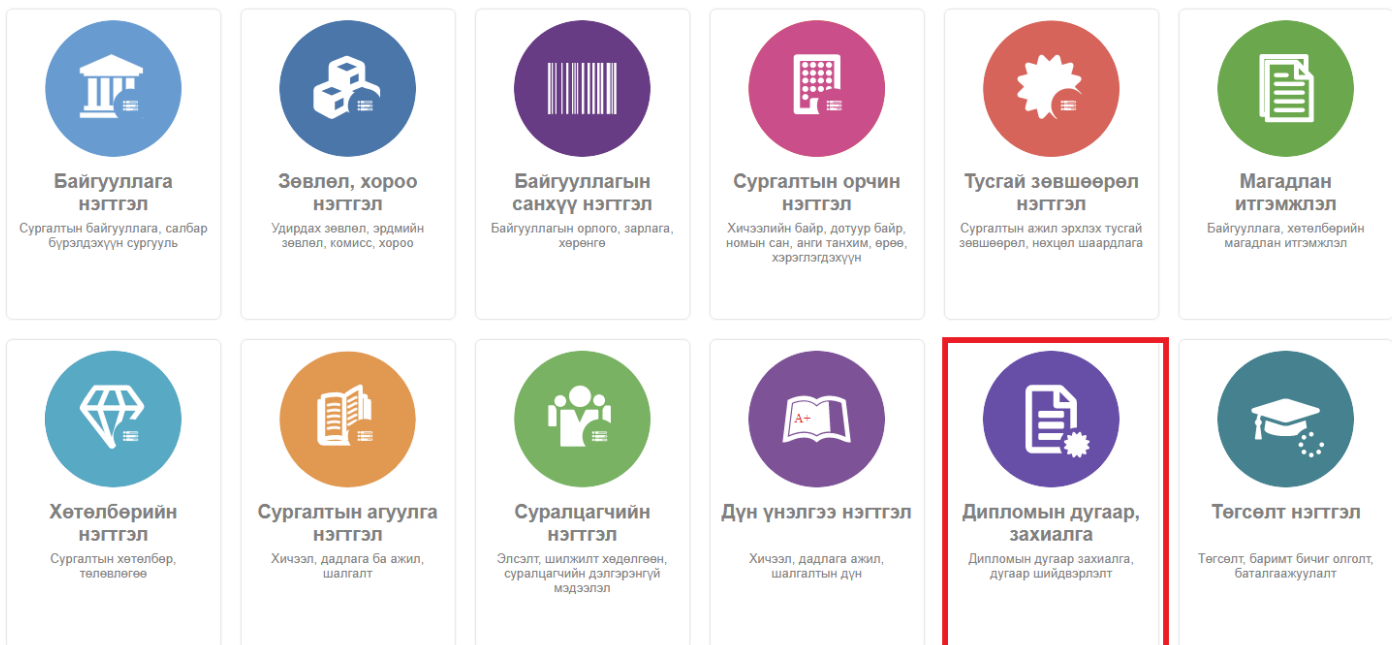 Байгууллага
нэгтгэл
Сургалтын байгууллага, салбар
бүрэлдэхүүн сургууль
Зөвлөл, хороо
нэгтгэл
Удирдах зөвлөл, эрдмийн
зөвлөл, комисс, хороо
Байгууллагын
санхүү нэгтгэл
Байгууллагын орлого, зарлага,
хөрөнгө
Сургалтын орчин
нэгтгэл
Хичээлийн байр, дотуур байр,
номын сан, анги танхим, өрөө,
хэрэглэгдэхүүн
Тусгай зөвшөөрөл
нэгтгэл
Сургалтын ажил эрхлэх тусгай
зөвшөөрөл, нөхцөл шаардлага
Магадлан
итгэмжлэл
Байгууллага, хөтөлбөрийн
магадлан итгэмжлэл
Хөтөлбөрийн
нэгтгэл
Сургалтын хөтөлбөр,
төлөвлөгөө
Сургалтын агуулга
нэгтгэл
Хичээл, дадлага ба ажил,
шалгалт
Суралцагчийн
нэгтгэл
Элсэлт, шилжилт хөдөлгөөн,
суралцагчийн дэлгэрэнгүй
мэдээлэл
A+
Дүн үнэлгээ нэгтгэл
Хичээл, дадлага ажил,
шалгалтын дүн
Дипломын дугаар,
захиалга
Дипломын дугаар захиалга,
дугаар шийдвэрлэлт
Төгсөлт нэгтгэл
Төгсөлт, баримт бичиг олголт,
баталгаажуулалт